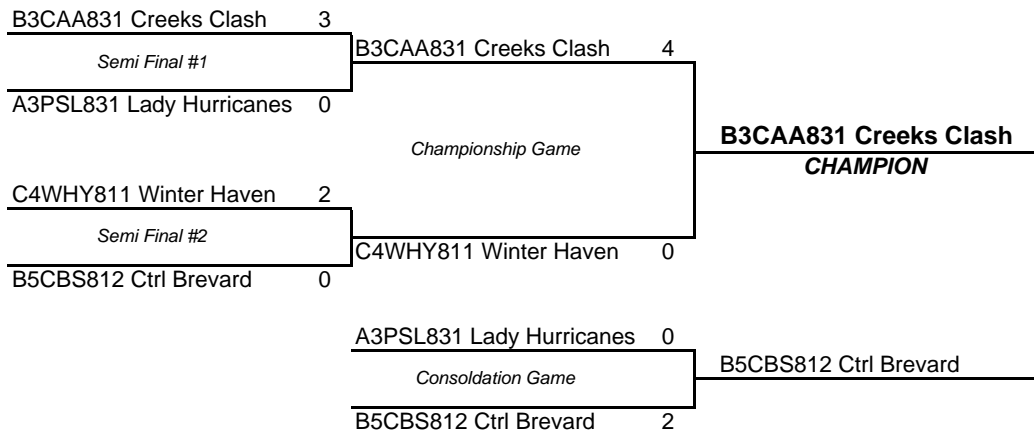 B3CAA831 Creeks Clash 3
Semi Final #1
A3PSL831 Lady Hurricanes 0
B3CAA831 Creeks Clash 4
Championship Game
B3CAA831 Creeks Clash
CHAMPION
C4WHY811 Winter Haven 2
Semi Final #2
B5CBS812 Ctrl Brevard 0
C4WHY811 Winter Haven 0
A3PSL831 Lady Hurricanes 0
Consoldation Game
B5CBS812 Ctrl Brevard 2
B5CBS812 Ctrl Brevard